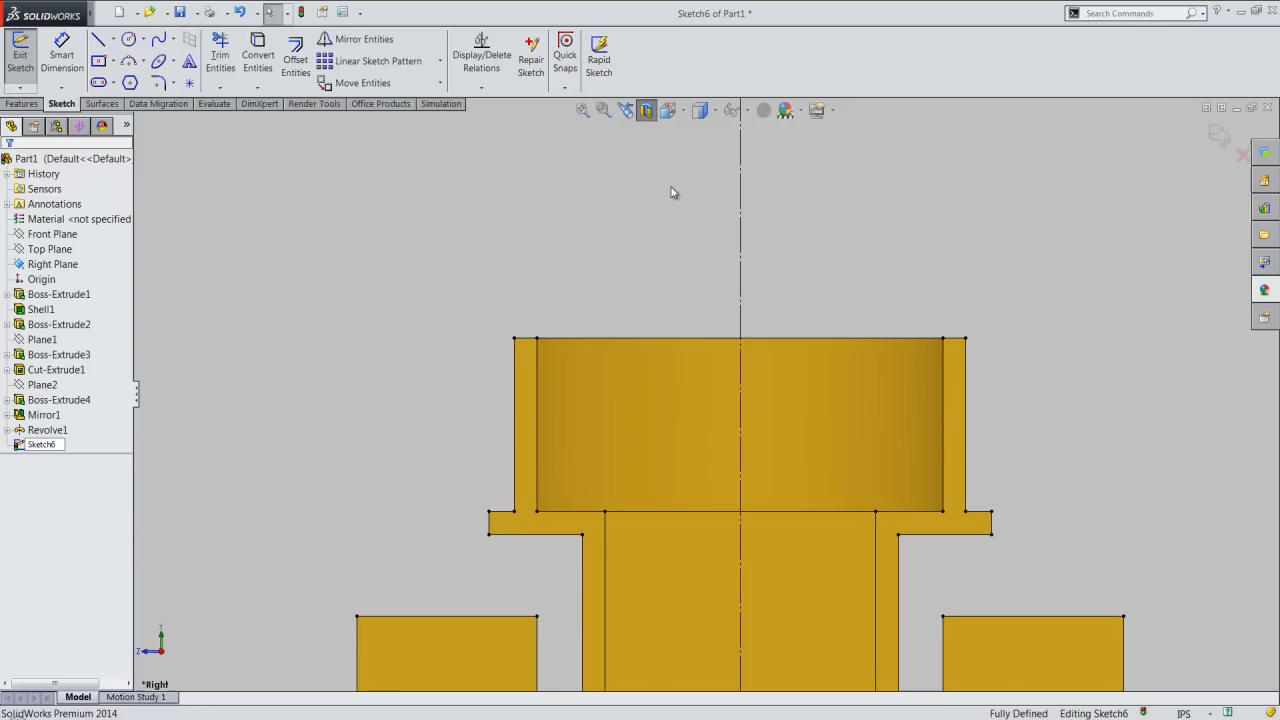 SOLIDWORKS
Sketch6 of Part1 *
Search Commands
Exit Sketch
Smart Dimension
Trim Entities
Convert Entities
Offset Entities
Mirror Entities
Linear Sketch Pattern
Move Entities
Display/Delete Relations
Repair Sketch
Quick Snaps
Rapid Sketch
Features Sketch Surfaces Data Migration Evaluate DimXpert Render Tools Office Products Simulation
Part1 (Default<<Default>
History
Sensors
Annotations
Material <not specified
Front Plane
Top Plane
Right Plane
Origin
Boss-Extrude1
Shell1
Boss-Extrude2
Plane1
Boss-Extrude3
Cut-Extrude1
Plane2
Boss-Extrude4
Mirror1
Revolve1
Sketch6
Y
Z
*Right
Model Motion Study 1
SolidWorks Premium 2014
Fully Defined Editing Sketch6 IPS